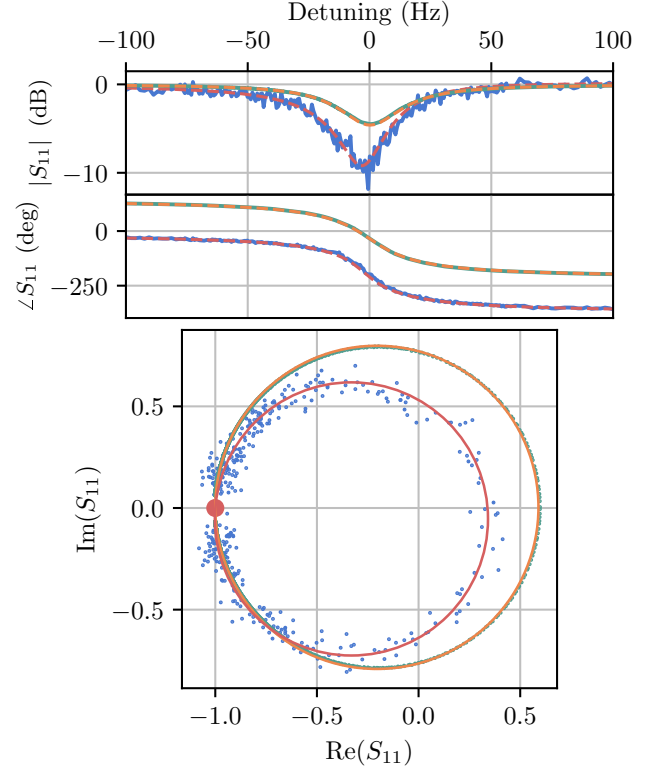 Detuning (Hz)
−100 −50 0 50 100
0
−10
|S₁₁| (dB)
0
−250
∠S₁₁ (deg)
0.5
0.0
−0.5
Im(S₁₁)
−1.0 −0.5 0.0 0.5
Re(S₁₁)